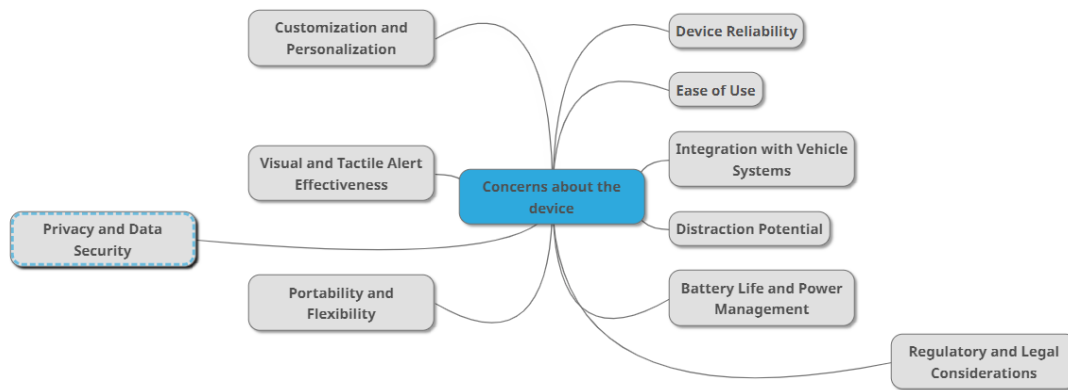 Customization and
Personalization
Device Reliability
Ease of Use
Visual and Tactile Alert
Effectiveness
Integration with Vehicle
Systems
Concerns about the
device
Privacy and Data
Security
Distraction Potential
Portability and
Flexibility
Battery Life and Power
Management
Regulatory and Legal
Considerations